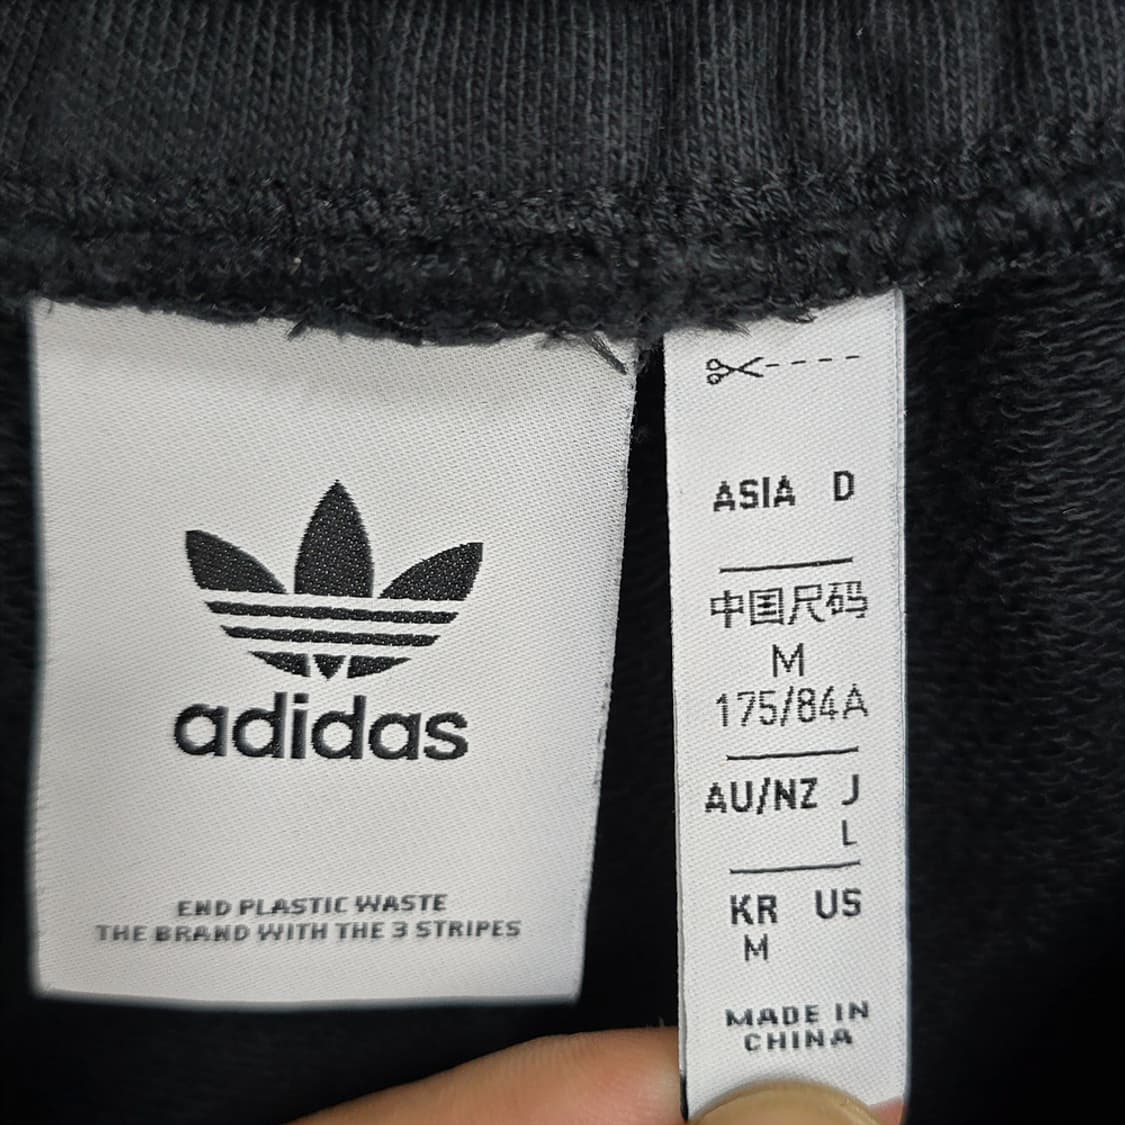 adidas
END PLASTIC WASTE
THE BRAND WITH THE 3 STRIPES
ASIA D
中国尺码
M
175/84A
AU/NZ J
L
KR US
M
MADE IN
CHINA